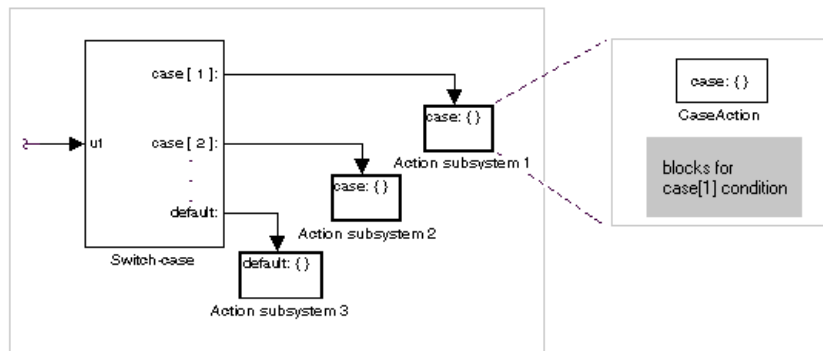 case [ 1 ]:
case: { }
Action subsystem 1
u1
case [ 2 ]:
.
.
.
case: { }
Action subsystem 2
default:
Switch-case
default: { }
Action subsystem 3
case: { }
CaseAction
blocks for
case[1] condition